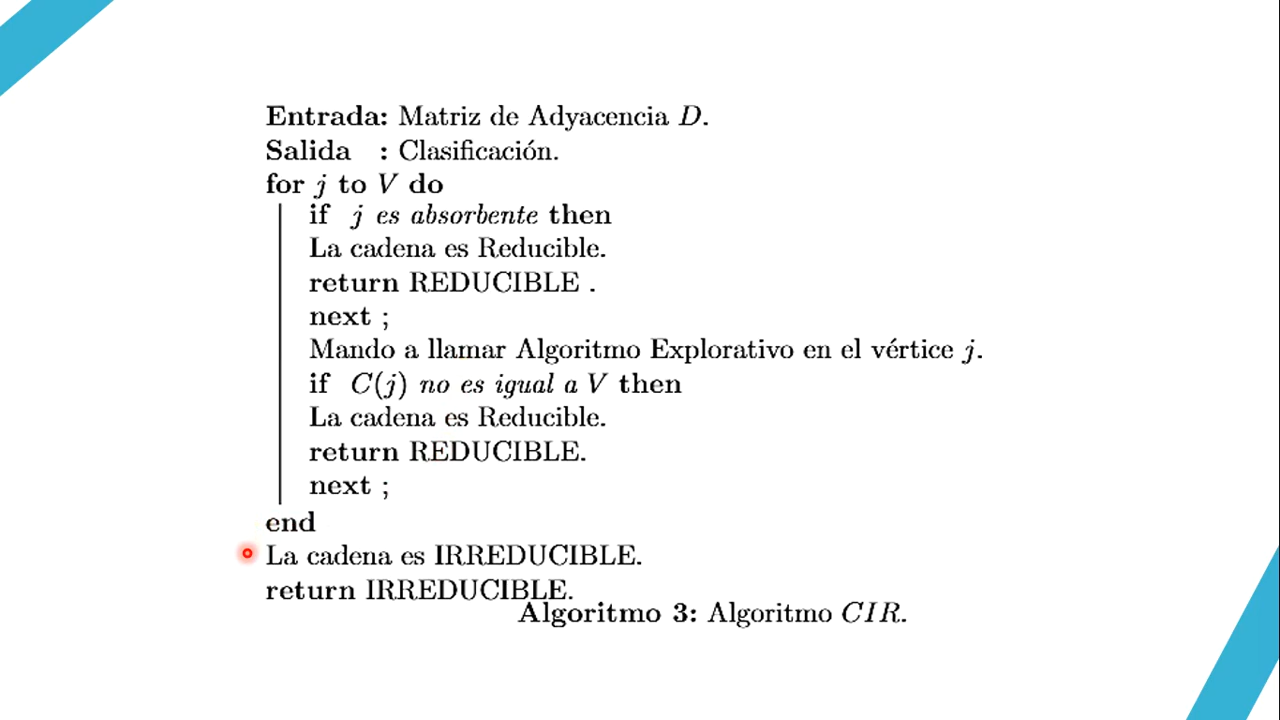 Entrada: Matriz de Adyacencia D.
Salida : Clasificación.
for j to V do
if j es absorbente then
La cadena es Reducible.
return REDUCIBLE .
next ;
Mando a llamar Algoritmo Explorativo en el vértice j.
if C(j) no es igual a V then
La cadena es Reducible.
return REDUCIBLE.
next ;
end
La cadena es IRREDUCIBLE.
return IRREDUCIBLE.
Algoritmo 3: Algoritmo CIR.